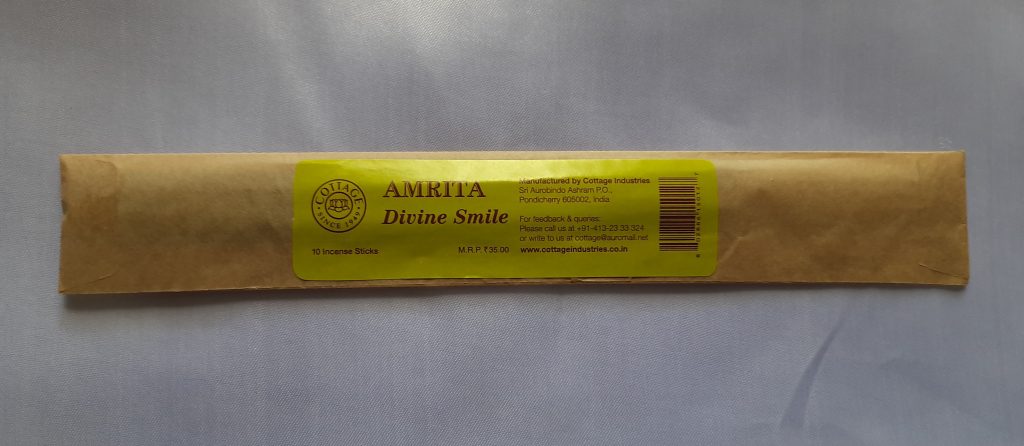 COTTAGE
SINCE 1949
AMRITA
Divine Smile
10 Incense Sticks
M.R.P. ₹35.00
Manufactured by Cottage Industries
Sri Aurobindo Ashram P.O.,
Pondicherry 605002, India.
For feedback & queries:
Please call us at +91-413-23 33 324
or write to us at cottage@auromail.net
www.cottageindustries.co.in